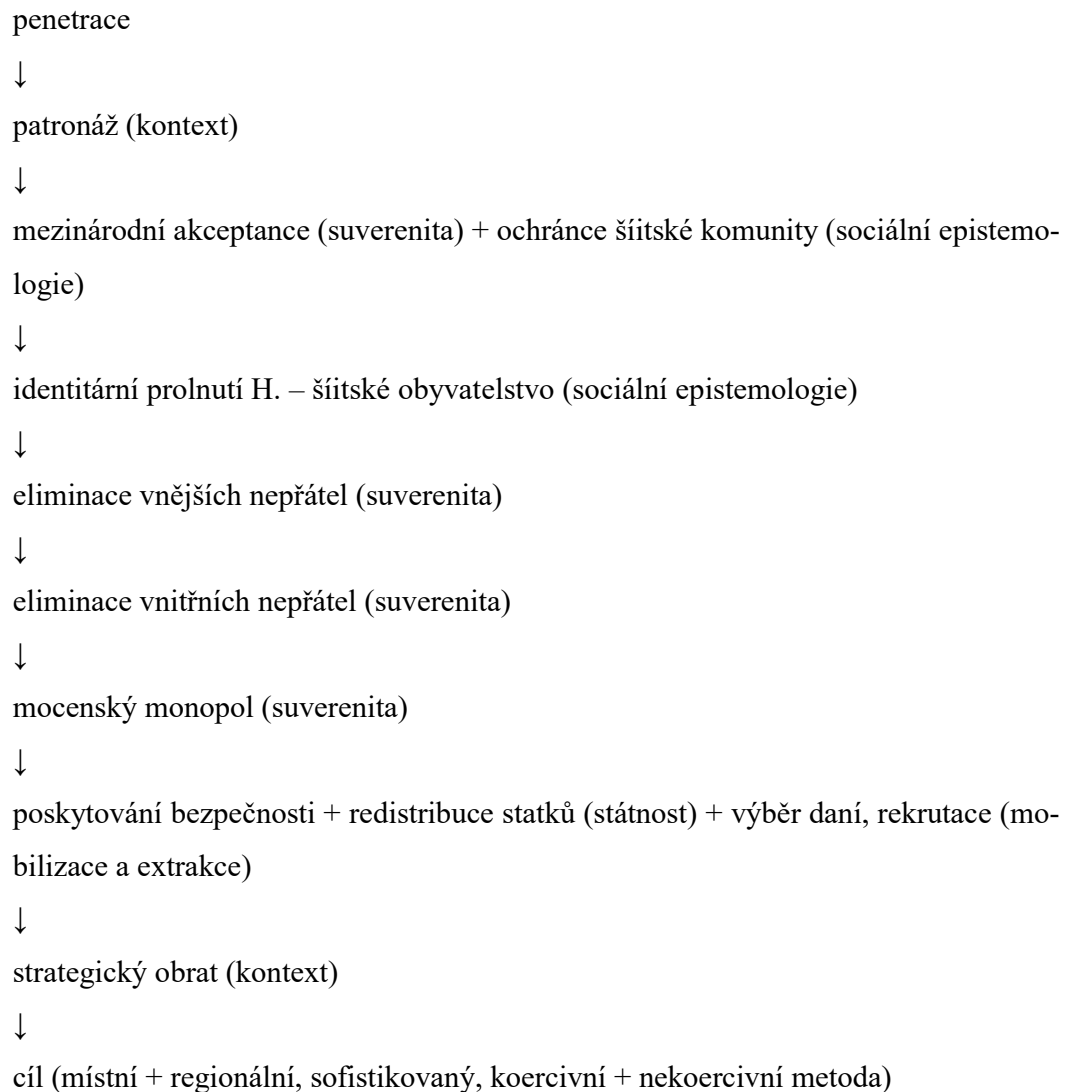 penetrace
↓
patronáž (kontext)
↓
mezinárodní akceptance (suverenita) + ochránce šíitské komunity (sociální epistemo-
logie)
↓
identitární prolnutí H. – šíitské obyvatelstvo (sociální epistemologie)
↓
eliminace vnějších nepřátel (suverenita)
↓
eliminace vnitřních nepřátel (suverenita)
↓
mocenský monopol (suverenita)
↓
poskytování bezpečnosti + redistribuce statků (státnost) + výběr daní, rekrutace (mo-
bilizace a extrakce)
↓
strategický obrat (kontext)
↓
cíl (místní + regionální, sofistikovaný, koercivní + nekoercivní metoda)